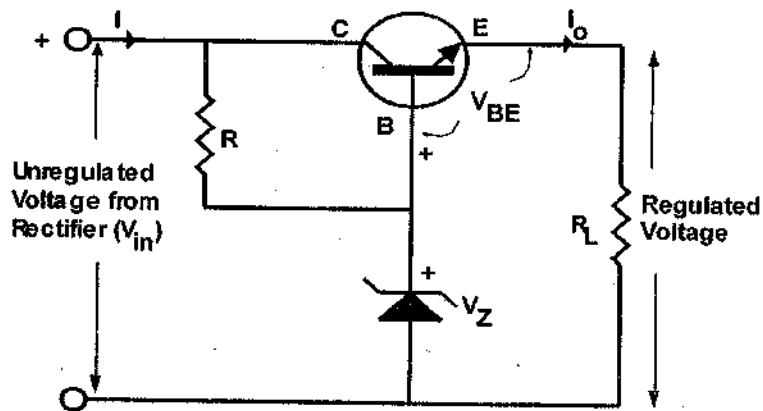 +
I
C
E
Io
VBE
B
+
R
Unregulated
Voltage from
Rectifier (Vin)
RL
Regulated
Voltage
+
VZ